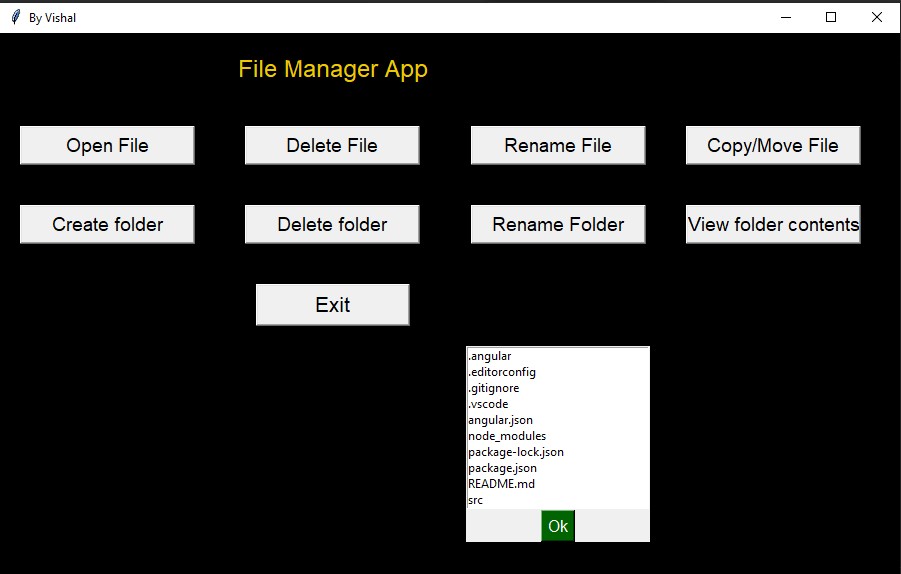 By Vishal
File Manager App
Open File
Delete File
Rename File
Copy/Move File
Create folder
Delete folder
Rename Folder
View folder contents
Exit
.angular
.editorconfig
.gitignore
.vscode
angular.json
node_modules
package-lock.json
package.json
README.md
src
Ok